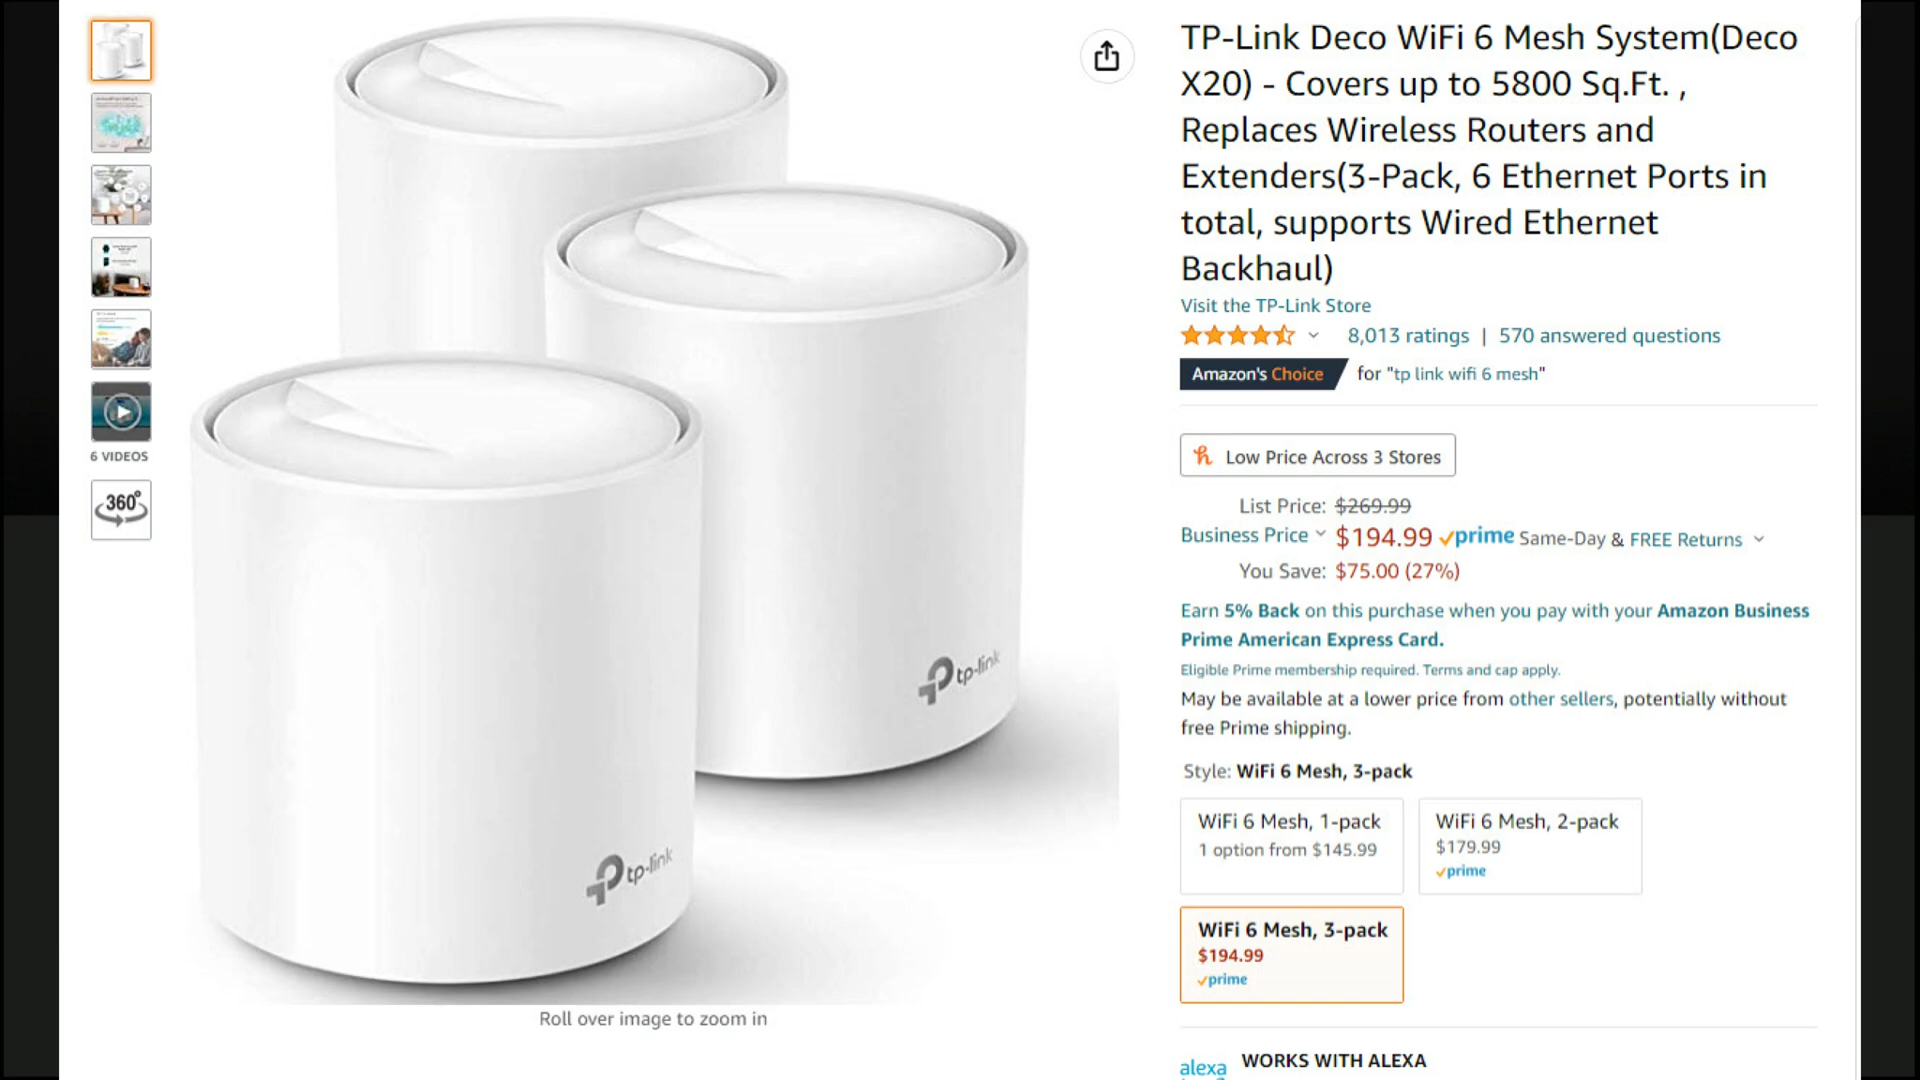 TP-Link Deco WiFi 6 Mesh System(Deco
X20) - Covers up to 5800 Sq.Ft. ,
Replaces Wireless Routers and
Extenders(3-Pack, 6 Ethernet Ports in
total, supports Wired Ethernet
Backhaul)
Visit the TP-Link Store
8,013 ratings | 570 answered questions
Amazon's Choice for "tp link wifi 6 mesh"
Low Price Across 3 Stores
List Price: $269.99
Business Price $194.99 prime Same-Day & FREE Returns
You Save: $75.00 (27%)
Earn 5% Back on this purchase when you pay with your Amazon Business
Prime American Express Card.
Eligible Prime membership required. Terms and cap apply.
May be available at a lower price from other sellers, potentially without
free Prime shipping.
Style: WiFi 6 Mesh, 3-pack
WiFi 6 Mesh, 1-pack
1 option from $145.99
WiFi 6 Mesh, 2-pack
$179.99
prime
WiFi 6 Mesh, 3-pack
$194.99
prime
alexa
WORKS WITH ALEXA
6 VIDEOS
360°
tp-link
tp-link
Roll over image to zoom in